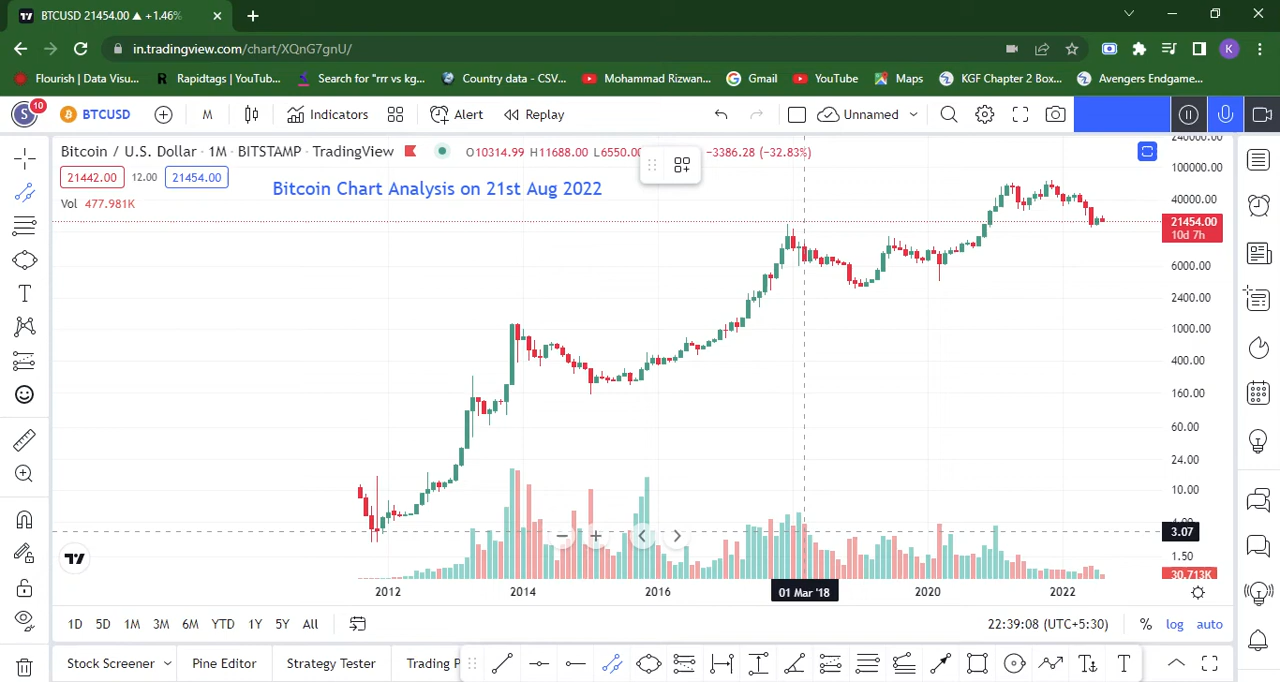 BTCUSD 21454.00 ▲ +1.46%
in.tradingview.com/chart/XQnG7gnU/
K
Flourish | Data Visu...
Rapidtags | YouTub...
Search for "rrr vs kg...
Country data - CSV...
Mohammad Rizwan...
Gmail
YouTube
Maps
KGF Chapter 2 Box...
Avengers Endgame...
S 10
BTCUSD
M
Indicators
Alert
Replay
Unnamed
Bitcoin / U.S. Dollar · 1M · BITSTAMP · TradingView
O10314.99 H11688.00 L6550.00 −3386.28 (−32.83%)
21442.00 12.00 21454.00
Bitcoin Chart Analysis on 21st Aug 2022
Vol 477.981K
100000.00
40000.00
21454.00
10d 7h
6000.00
2400.00
1000.00
400.00
160.00
60.00
24.00
10.00
3.07
1.50
30.713K
2012
2014
2016
01 Mar '18
2020
2022
1D 5D 1M 3M 6M YTD 1Y 5Y All
22:39:08 (UTC+5:30)
% log auto
Stock Screener
Pine Editor
Strategy Tester
Trading